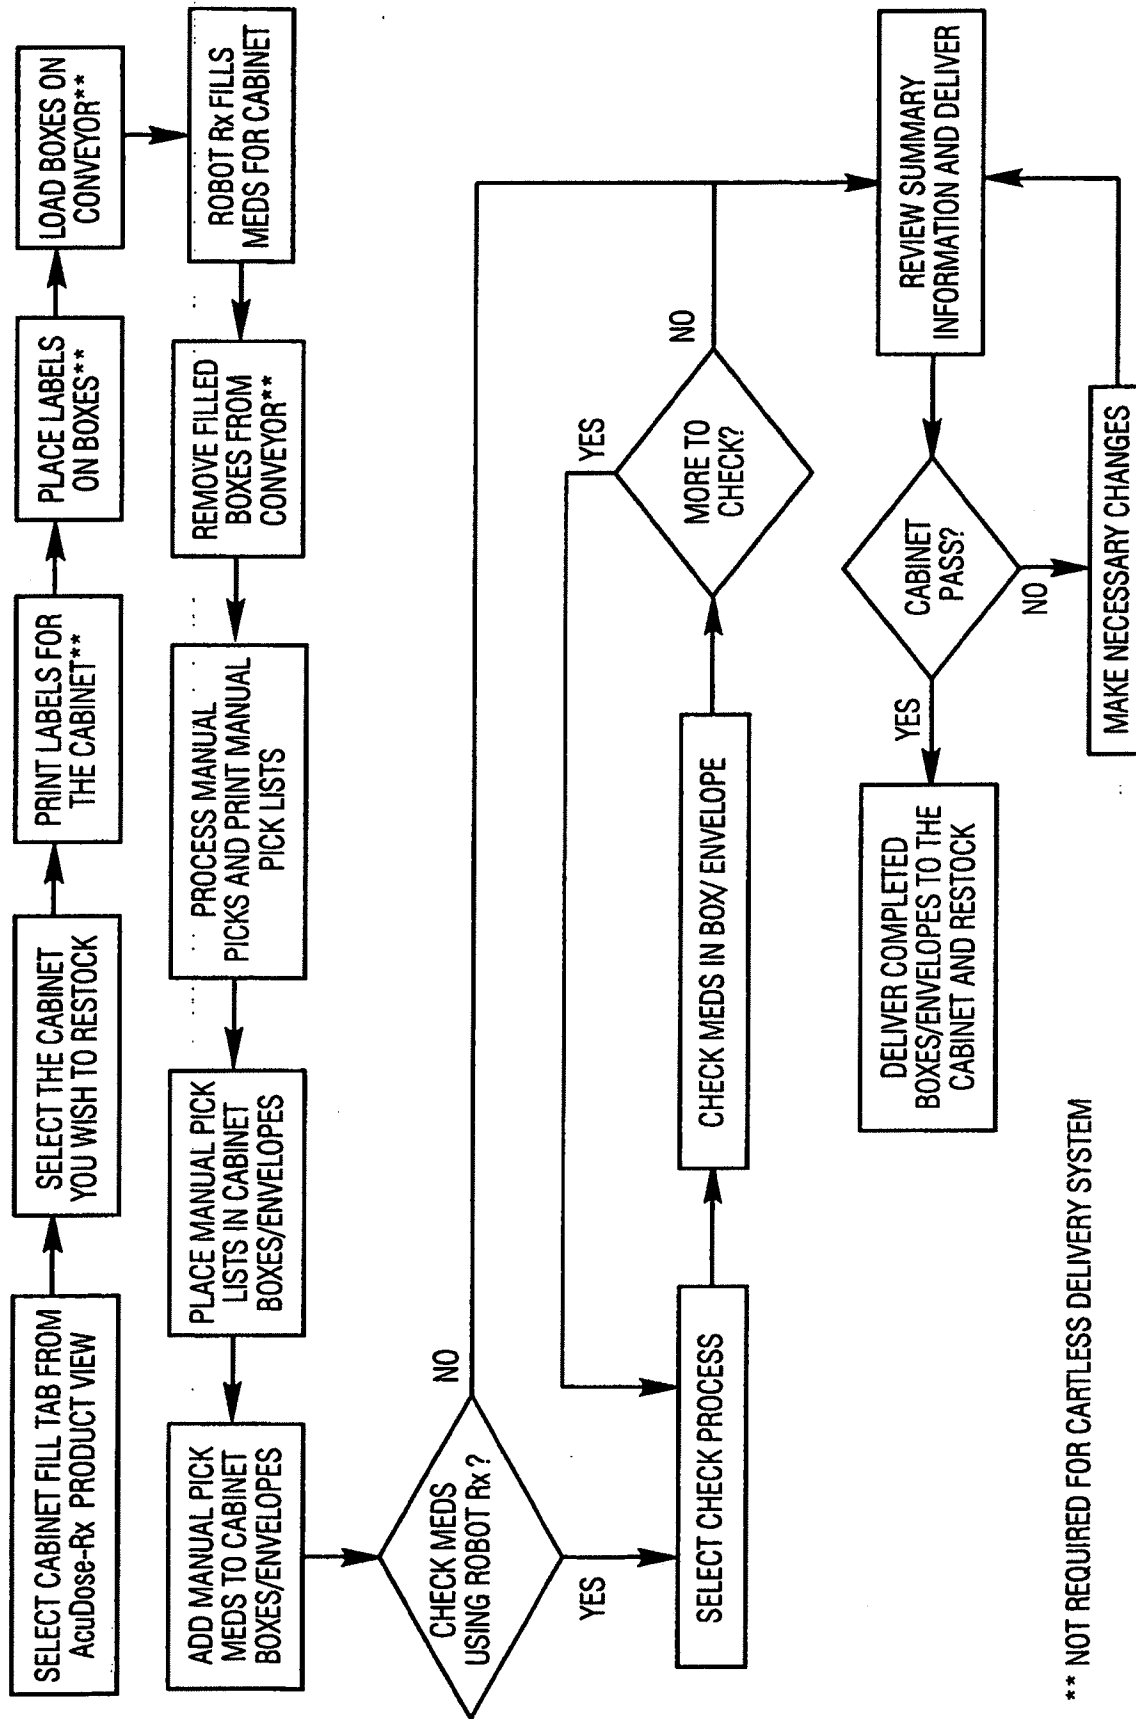 SELECT CABINET FILL TAB FROM
AcuDose-Rx PRODUCT VIEW
SELECT THE CABINET
YOU WISH TO RESTOCK
PRINT LABELS FOR
THE CABINET**
PLACE LABELS
ON BOXES**
LOAD BOXES ON
CONVEYOR**
ROBOT Rx FILLS
MEDS FOR CABINET
REMOVE FILLED
BOXES FROM
CONVEYOR**
PROCESS MANUAL
PICKS AND PRINT MANUAL
PICK LISTS
PLACE MANUAL PICK
LISTS IN CABINET
BOXES/ENVELOPES
ADD MANUAL PICK
MEDS TO CABINET
BOXES/ENVELOPES
CHECK MEDS
USING ROBOT Rx?
NO
YES
SELECT CHECK PROCESS
CHECK MEDS IN BOX/ ENVELOPE
MORE TO
CHECK?
YES
NO
REVIEW SUMMARY
INFORMATION AND DELIVER
CABINET
PASS?
YES
NO
MAKE NECESSARY CHANGES
DELIVER COMPLETED
BOXES/ENVELOPES TO THE
CABINET AND RESTOCK
** NOT REQUIRED FOR CARTLESS DELIVERY SYSTEM